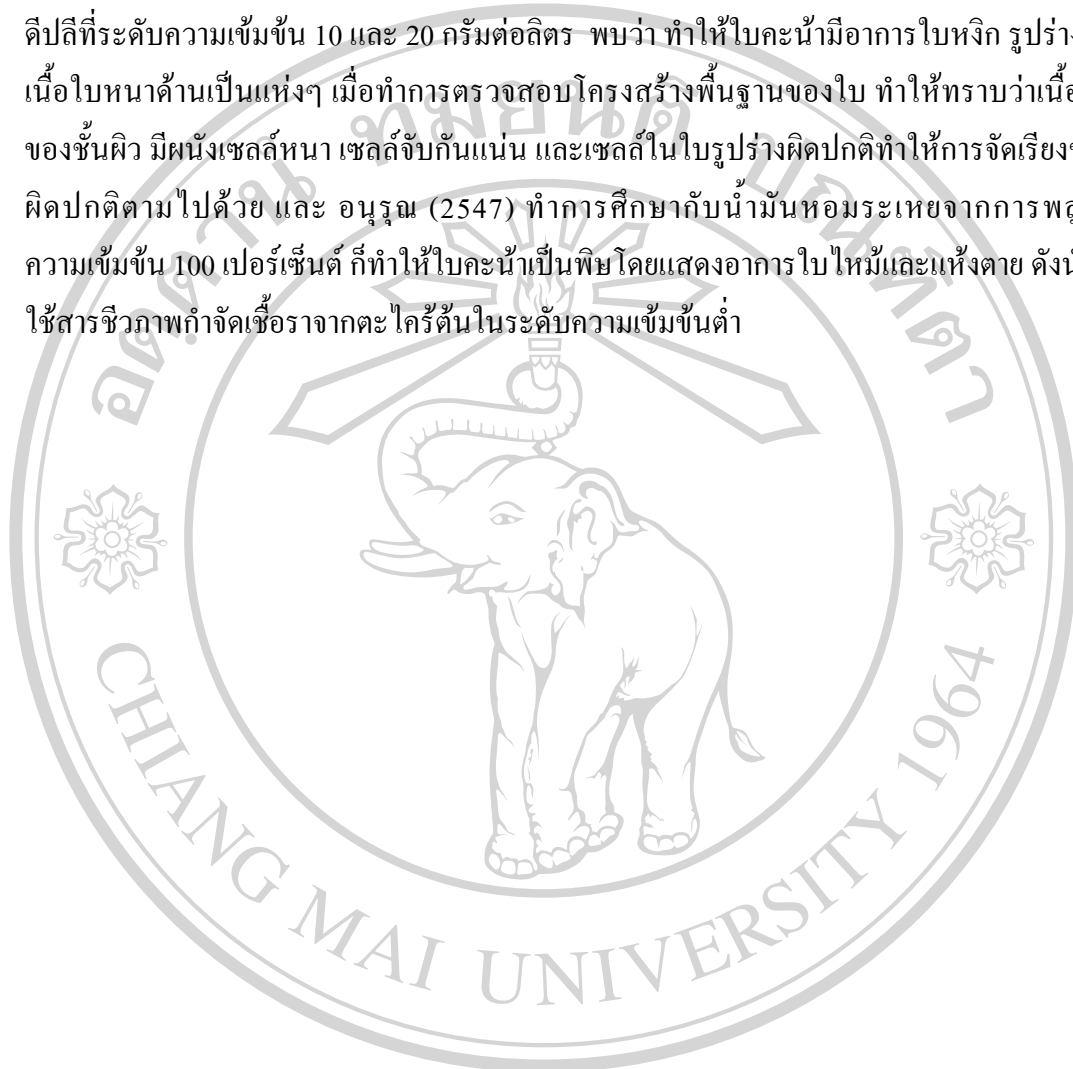 ดีปลีที่ระดับความเข้มข้น 10 และ 20 กรัมต่อลิตร พบว่า ทำให้ใบคะน้ามีอาการใบหงิก รูปร่าง
เนื้อใบหนาด้านเป็นแห่งๆ เมื่อทำการตรวจสอบโครงสร้างพื้นฐานของใบ ทำให้ทราบว่าเนื้อ
ของชั้นผิว มีผนังเซลล์หนา เซลล์จับกันแน่น และเซลล์ในใบรูปร่างผิดปกติทำให้การจัดเรียง
ผิดปกติตามไปด้วย และ อนุรุณ (2547) ทำการศึกษากับน้ำมันหอมระเหยจากการพลู
ความเข้มข้น 100 เปอร์เซ็นต์ ก็ทำให้ใบคะน้าเป็นพิษโดยแสดงอาการใบไหม้และแห้งตาย
ใช้สารชีวภาพกำจัดเชื้อราจากตะไคร้ต้นในระดับความเข้มข้นต่ำ
อตฺตานํ ทมยนฺติ ปณฺฑิตา
CHIANG MAI UNIVERSITY 1964